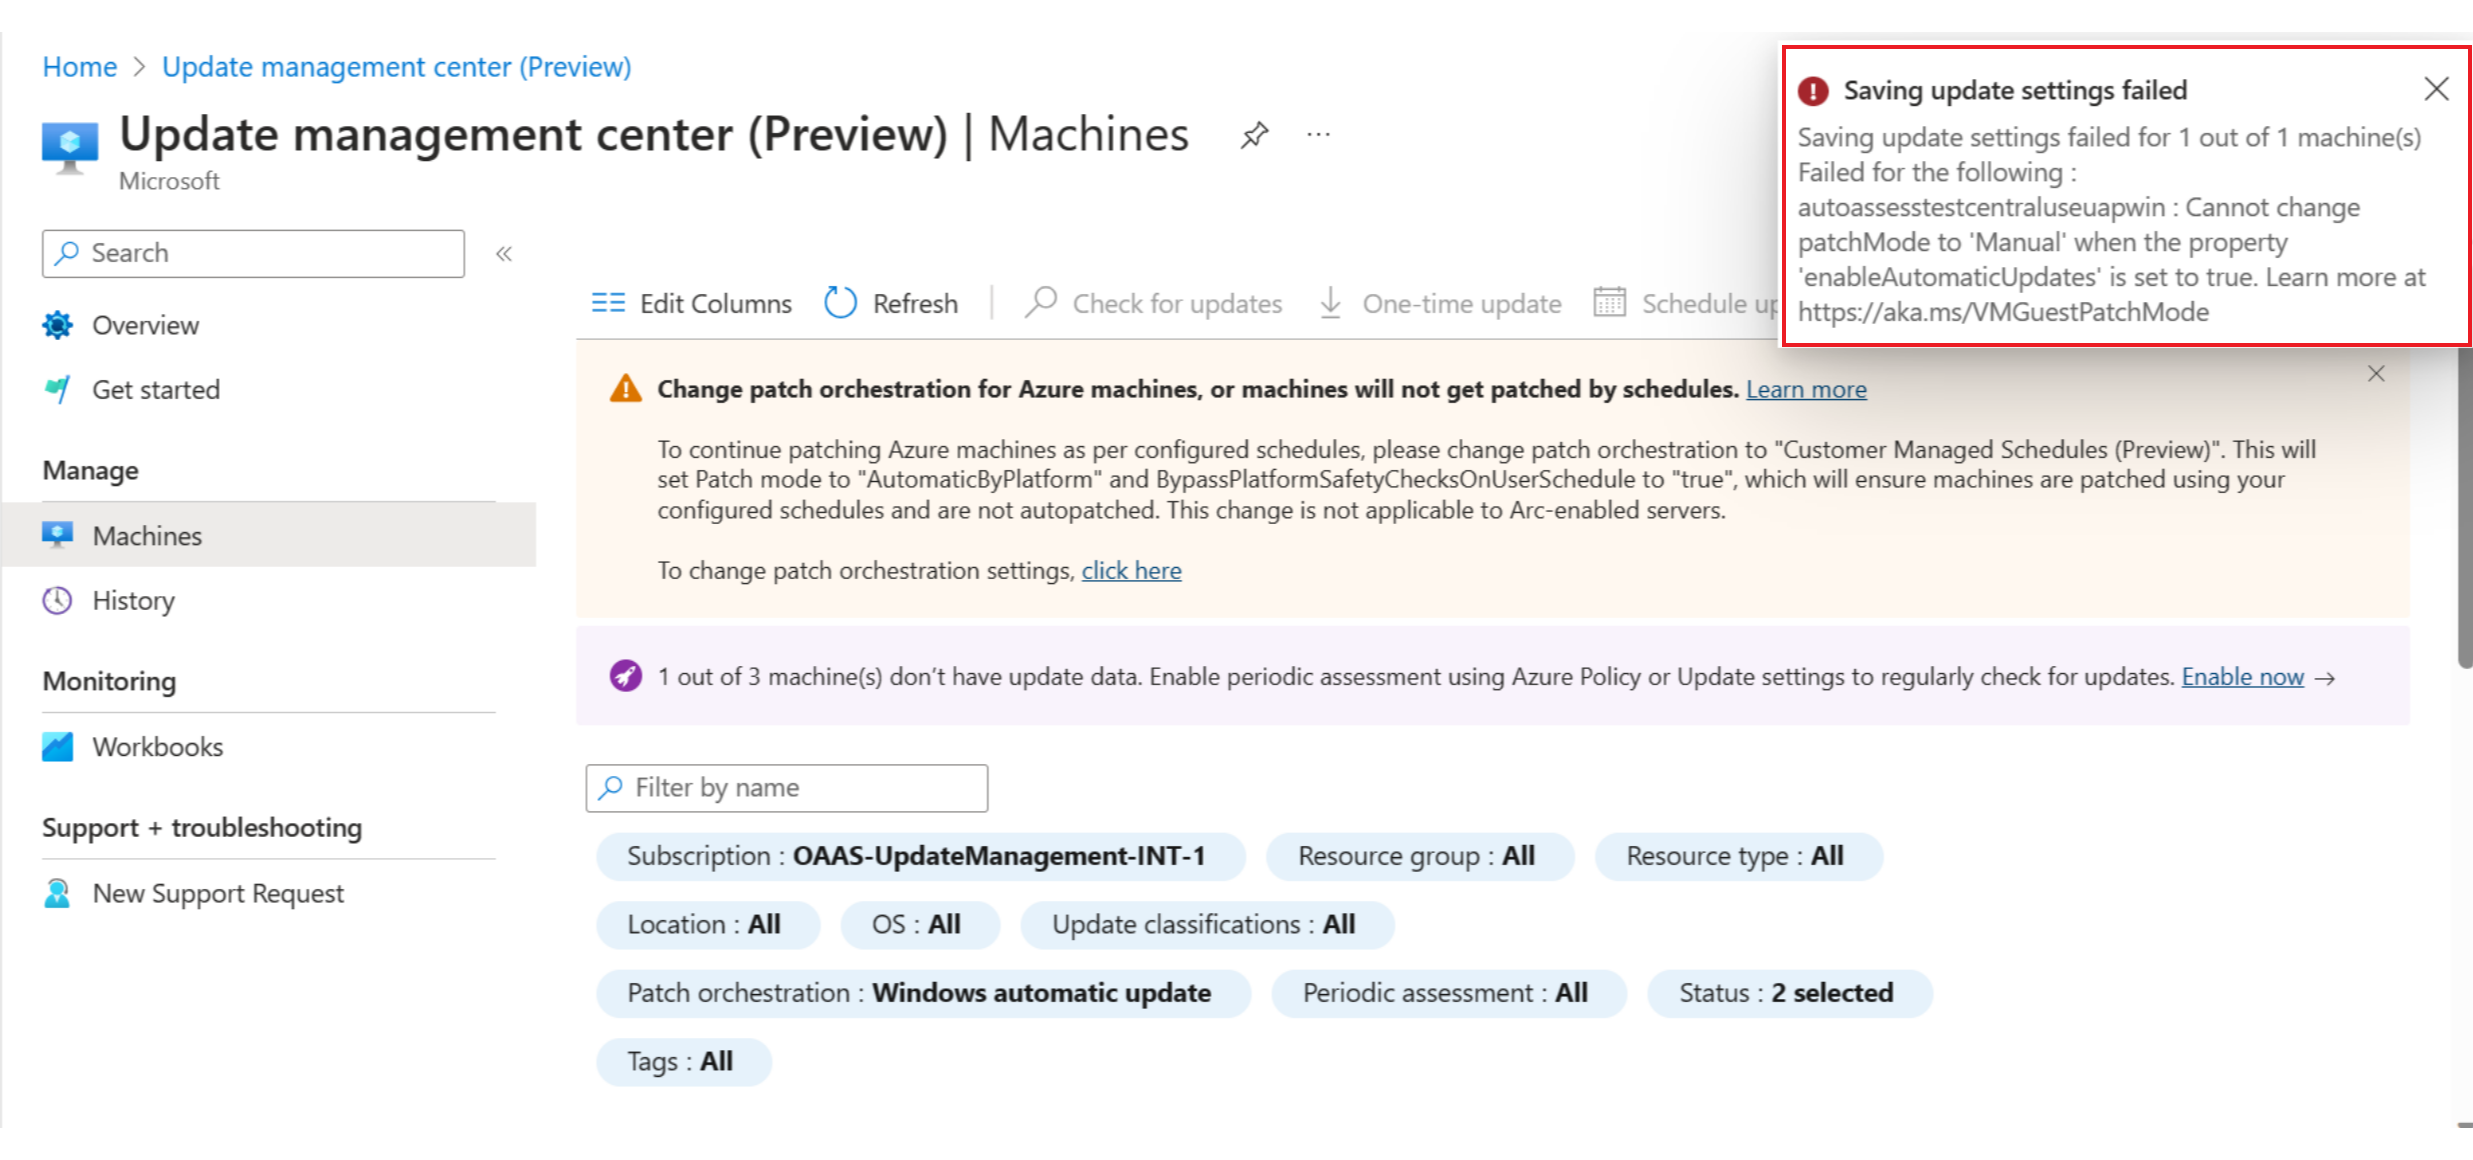 Home > Update management center (Preview)
Update management center (Preview) | Machines
Microsoft
Search
Overview
Get started
Manage
Machines
History
Monitoring
Workbooks
Support + troubleshooting
New Support Request
Saving update settings failed
Saving update settings failed for 1 out of 1 machine(s)
Failed for the following :
autoassesstestcentraluseuapwin : Cannot change
patchMode to 'Manual' when the property
'enableAutomaticUpdates' is set to true. Learn more at
https://aka.ms/VMGuestPatchMode
Edit Columns Refresh Check for updates One-time update Schedule up
Change patch orchestration for Azure machines, or machines will not get patched by schedules. Learn more
To continue patching Azure machines as per configured schedules, please change patch orchestration to "Customer Managed Schedules (Preview)". This will
set Patch mode to "AutomaticByPlatform" and BypassPlatformSafetyChecksOnUserSchedule to "true", which will ensure machines are patched using your
configured schedules and are not autopatched. This change is not applicable to Arc-enabled servers.
To change patch orchestration settings, click here
1 out of 3 machine(s) don't have update data. Enable periodic assessment using Azure Policy or Update settings to regularly check for updates. Enable now →
Filter by name
Subscription : OAAS-UpdateManagement-INT-1 Resource group : All Resource type : All
Location : All OS : All Update classifications : All
Patch orchestration : Windows automatic update Periodic assessment : All Status : 2 selected
Tags : All